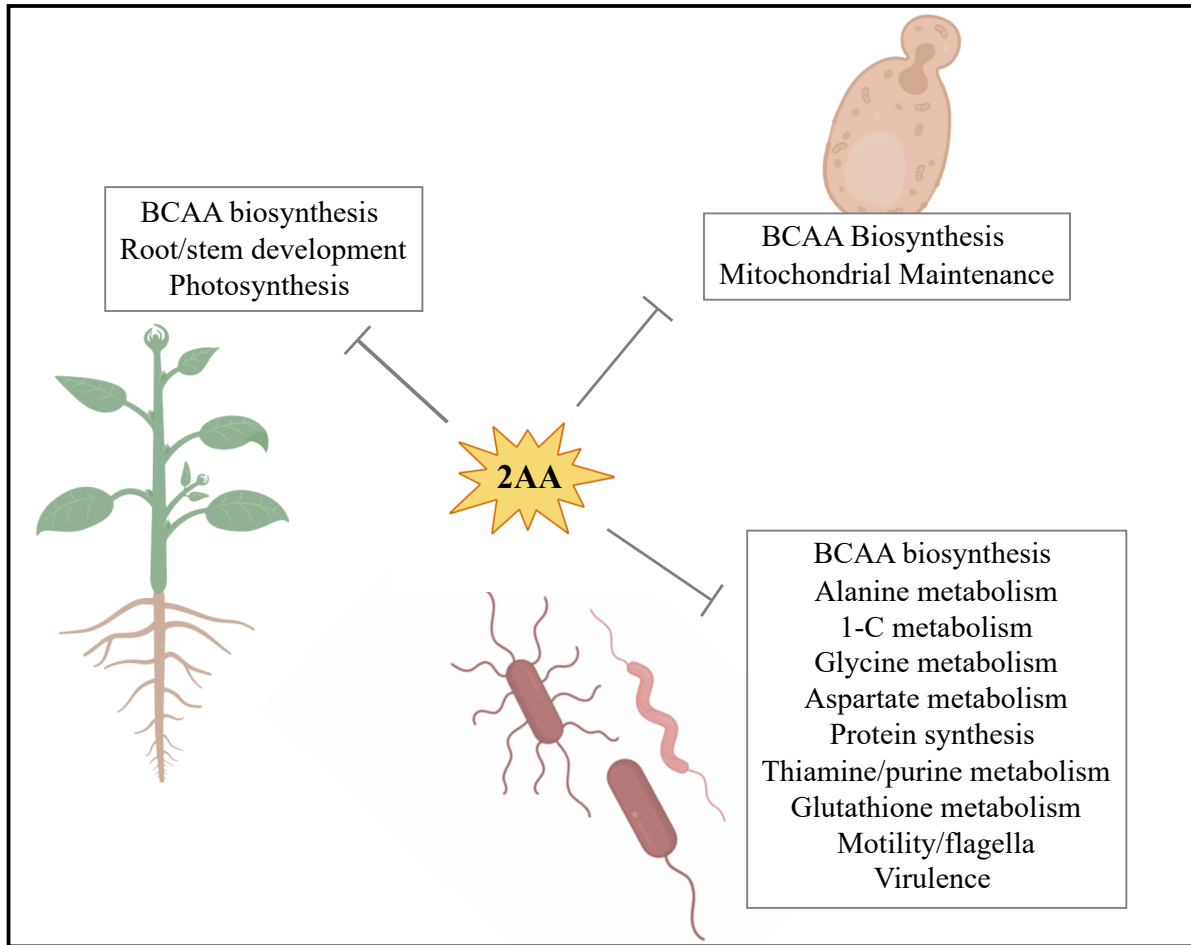 BCAA biosynthesis
Root/stem development
Photosynthesis
BCAA Biosynthesis
Mitochondrial Maintenance
2AA
BCAA biosynthesis
Alanine metabolism
1-C metabolism
Glycine metabolism
Aspartate metabolism
Protein synthesis
Thiamine/purine metabolism
Glutathione metabolism
Motility/flagella
Virulence